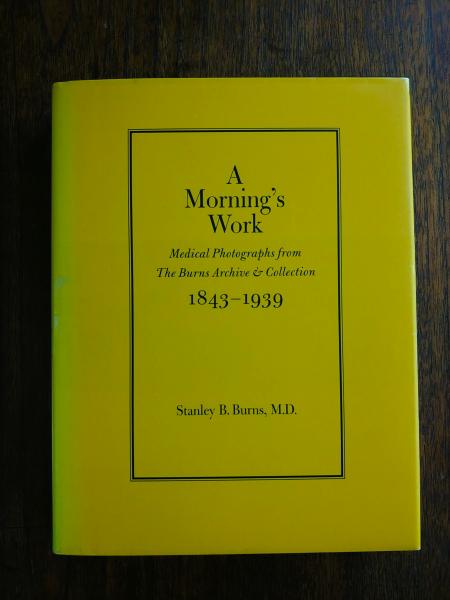 A
Morning's
Work
Medical Photographs from
The Burns Archive & Collection
1843–1939
Stanley B. Burns, M.D.